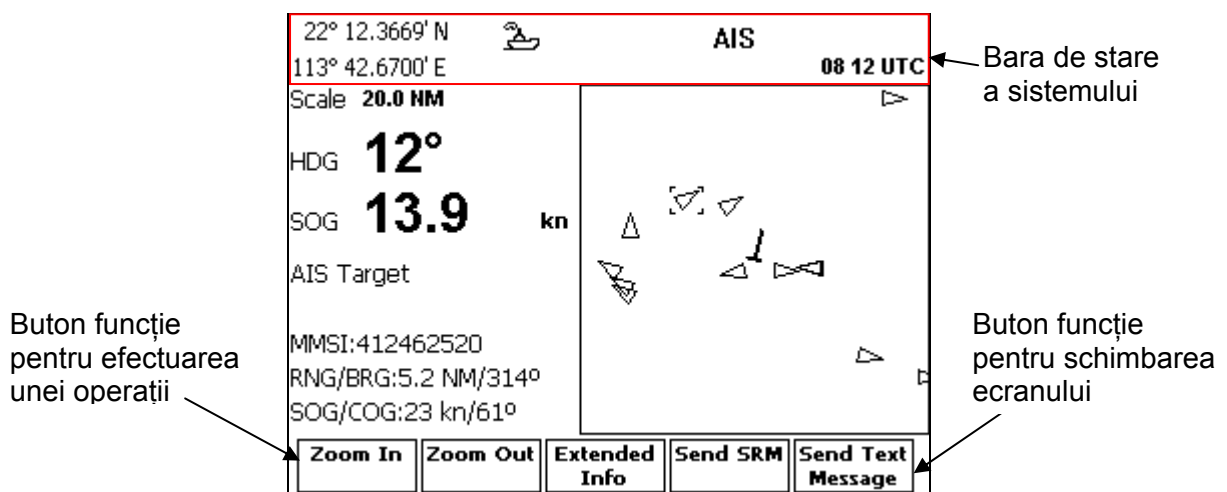 22° 12.3669' N
AIS
113° 42.6700' E
08 12 UTC
Bara de stare
a sistemului
Scale 20.0 NM
HDG 12°
SOG 13.9 kn
AIS Target
MMSI:412462520
RNG/BRG:5.2 NM/314º
SOG/COG:23 kn/61º
Buton funcție
pentru efectuarea
unei operații
Buton funcție
pentru schimbarea
ecranului
Zoom In
Zoom Out
Extended
Info
Send SRM
Send Text
Message